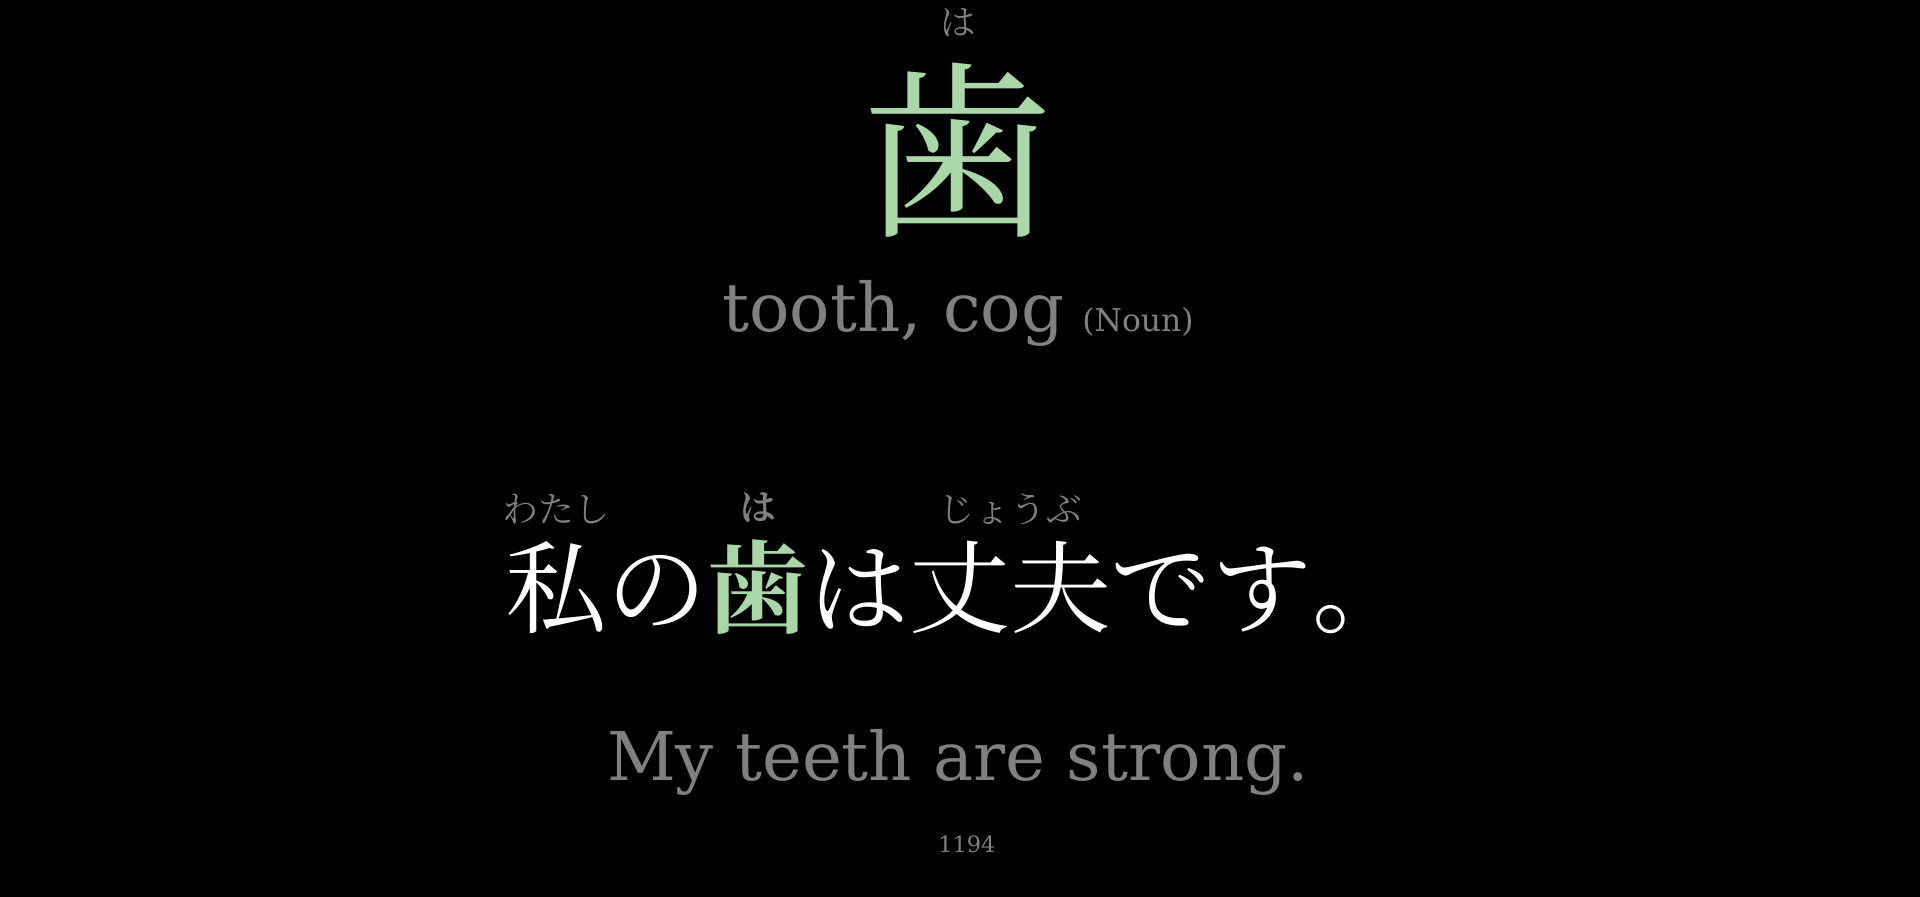 は
歯
tooth, cog (Noun)
わたし は じょうぶ
私の歯は丈夫です。
My teeth are strong.
1194